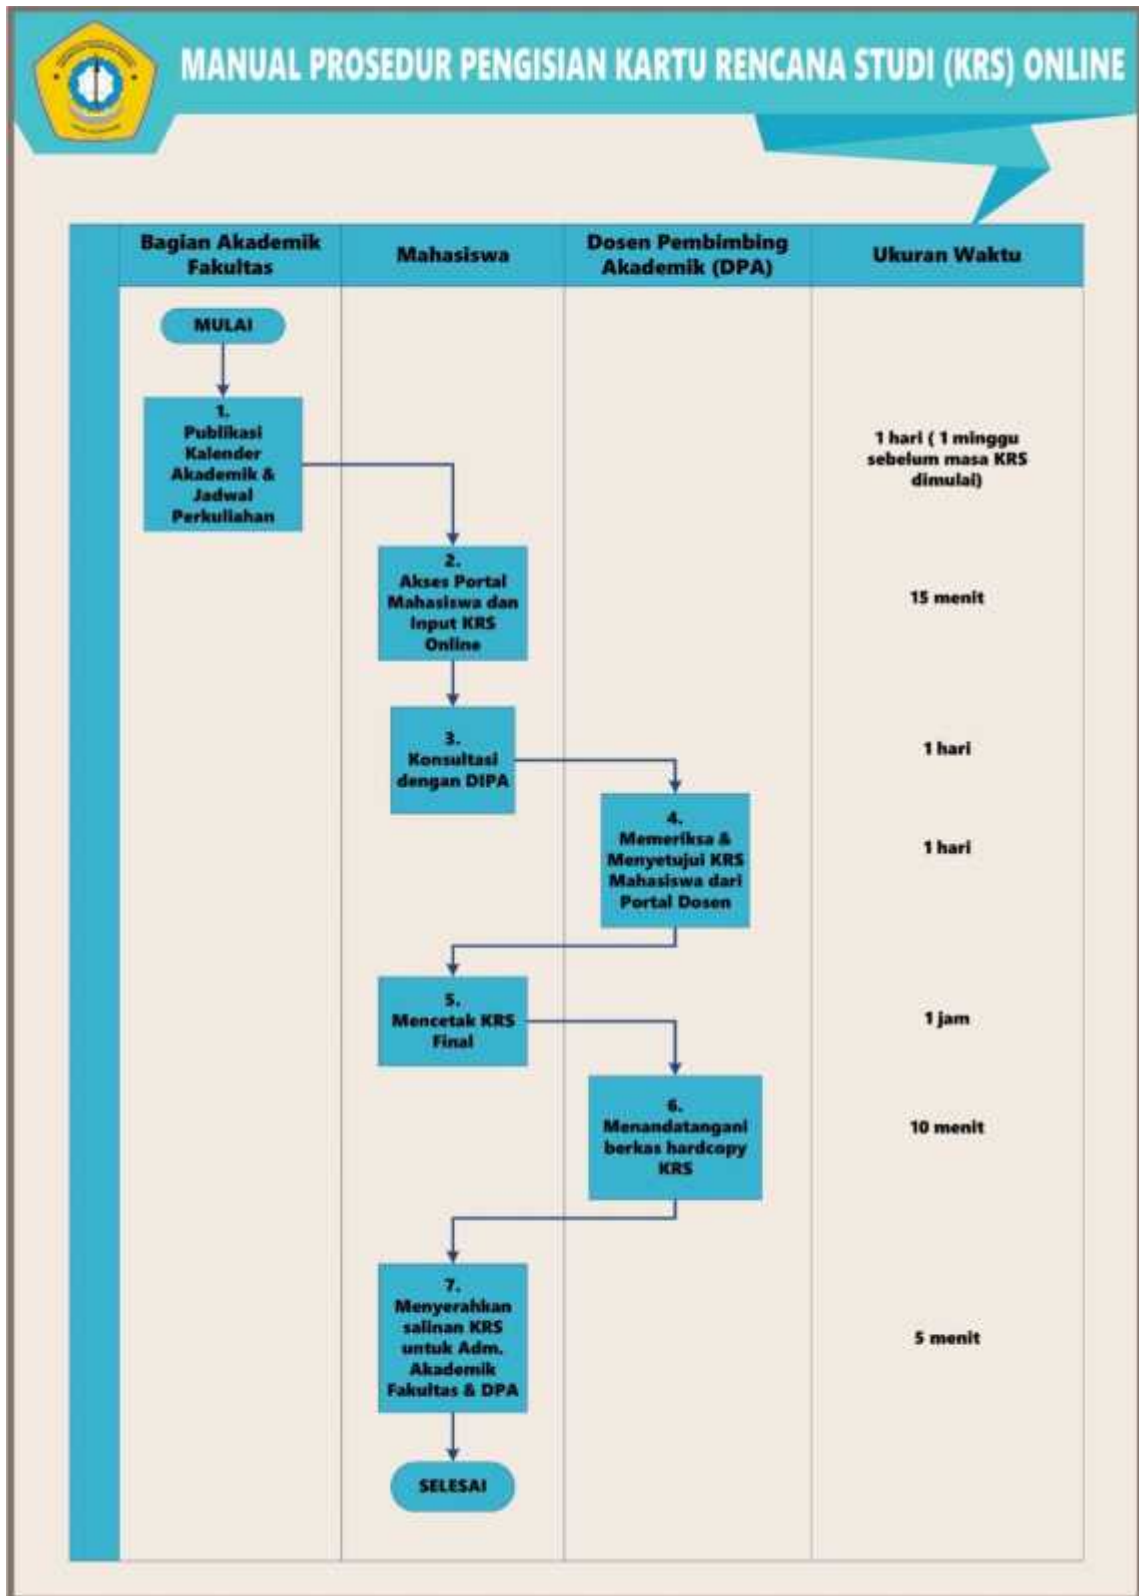 MANUAL PROSEDUR PENGISIAN KARTU RENCANA STUDI (KRS) ONLINE
Bagian Akademik
Fakultas
Mahasiswa
Dosen Pembimbing
Akademik (DPA)
Ukuran Waktu
MULAI
1.
Publikasi
Kalender
Akademik &
Jadwal
Perkuliahan
1 hari ( 1 minggu
sebelum masa KRS
dimulai)
2.
Akses Portal
Mahasiswa dan
Input KRS
Online
15 menit
3.
Konsultasi
dengan DIPA
1 hari
4.
Memeriksa &
Menyetujui KRS
Mahasiswa dari
Portal Dosen
1 hari
5.
Mencetak KRS
Final
1 jam
6.
Menandatangani
berkas hardcopy
KRS
10 menit
7.
Menyerahkan
salinan KRS
untuk Adm.
Akademik
Fakultas & DPA
5 menit
SELESAI